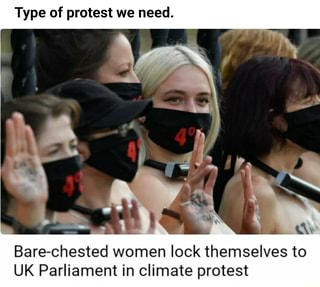 Type of protest we need.
4°
4
4°
4°
Bare-chested women lock themselves to
UK Parliament in climate protest